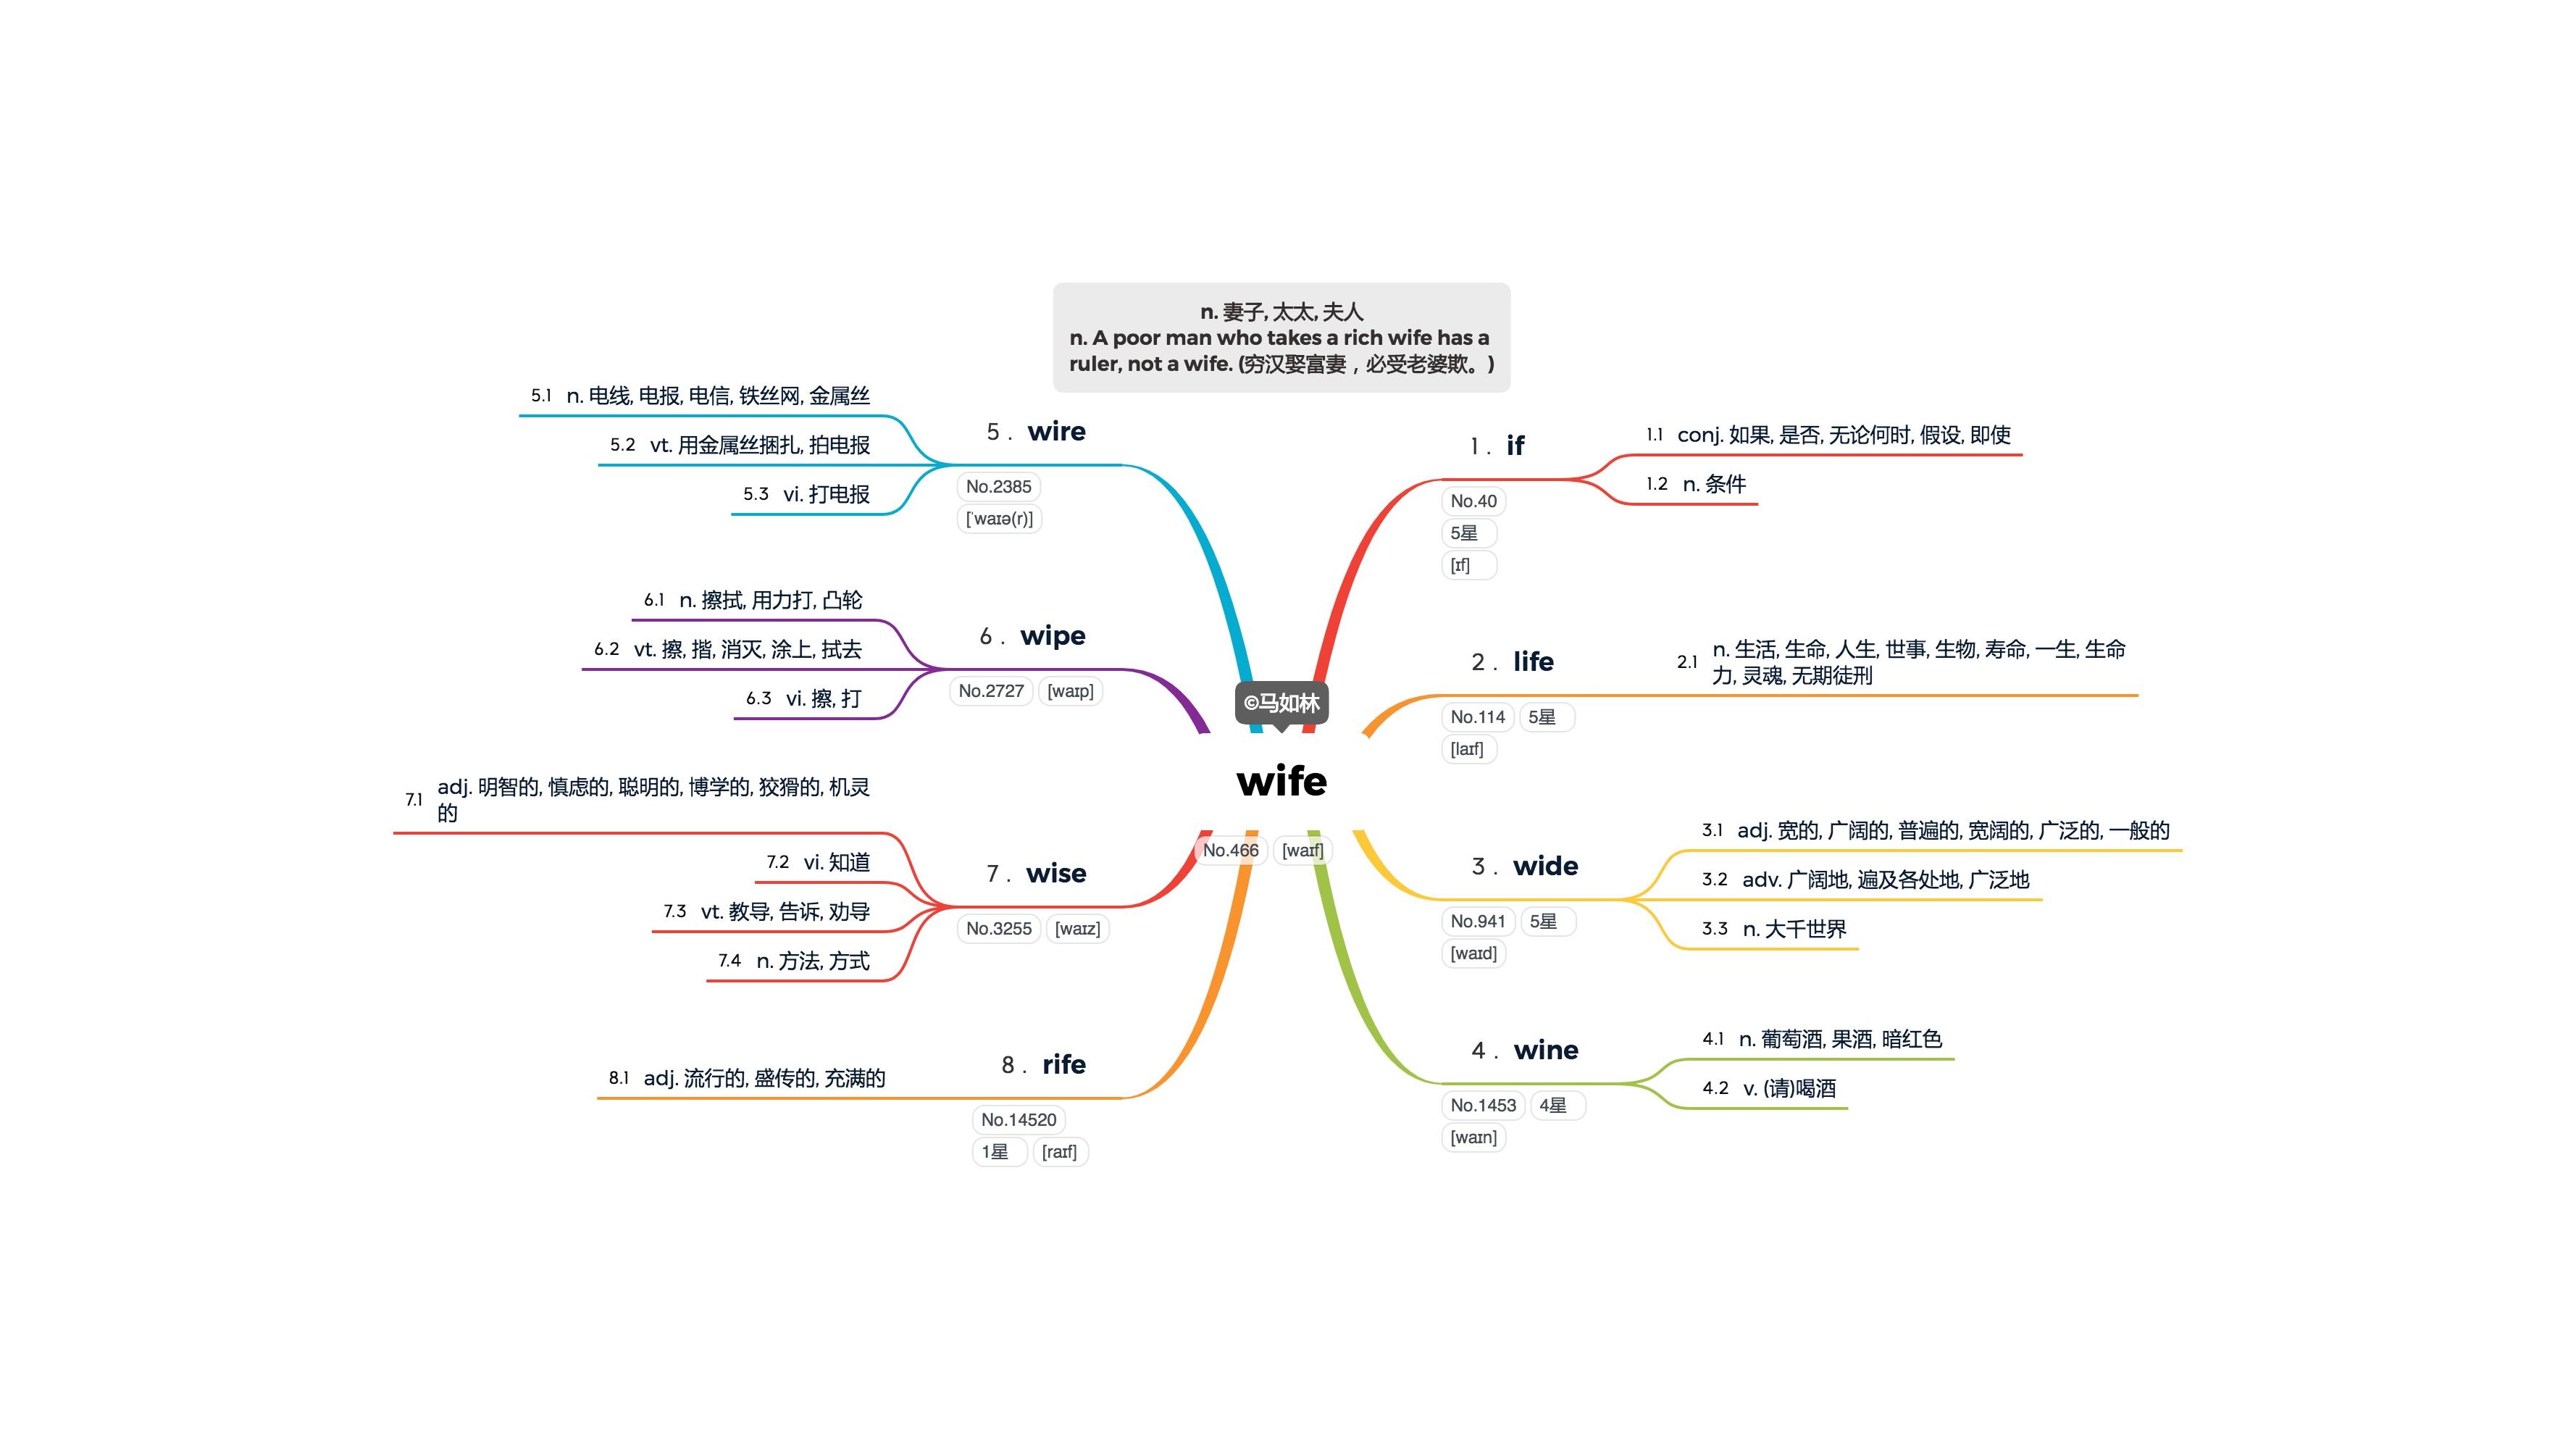 n. 妻子, 太太, 夫人
n. A poor man who takes a rich wife has a
ruler, not a wife. (穷汉娶富妻，必受老婆欺。)
©马如林
wife
No.466 [waɪf]
1. if
No.40
5星
[ɪf]
1.1 conj. 如果, 是否, 无论何时, 假设, 即使
1.2 n. 条件
2. life
No.114 5星
[laɪf]
2.1 n. 生活, 生命, 人生, 世事, 生物, 寿命, 一生, 生命
力, 灵魂, 无期徒刑
3. wide
No.941 5星
[waɪd]
3.1 adj. 宽的, 广阔的, 普遍的, 宽阔的, 广泛的, 一般的
3.2 adv. 广阔地, 遍及各处地, 广泛地
3.3 n. 大千世界
4. wine
No.1453 4星
[waɪn]
4.1 n. 葡萄酒, 果酒, 暗红色
4.2 v. (请)喝酒
5. wire
No.2385
[ˈwaɪə(r)]
5.1 n. 电线, 电报, 电信, 铁丝网, 金属丝
5.2 vt. 用金属丝捆扎, 拍电报
5.3 vi. 打电报
6. wipe
No.2727 [waɪp]
6.1 n. 擦拭, 用力打, 凸轮
6.2 vt. 擦, 揩, 消灭, 涂上, 拭去
6.3 vi. 擦, 打
7. wise
No.3255 [waɪz]
7.1 adj. 明智的, 慎虑的, 聪明的, 博学的, 狡猾的, 机灵
的
7.2 vi. 知道
7.3 vt. 教导, 告诉, 劝导
7.4 n. 方法, 方式
8. rife
No.14520
1星 [raɪf]
8.1 adj. 流行的, 盛传的, 充满的